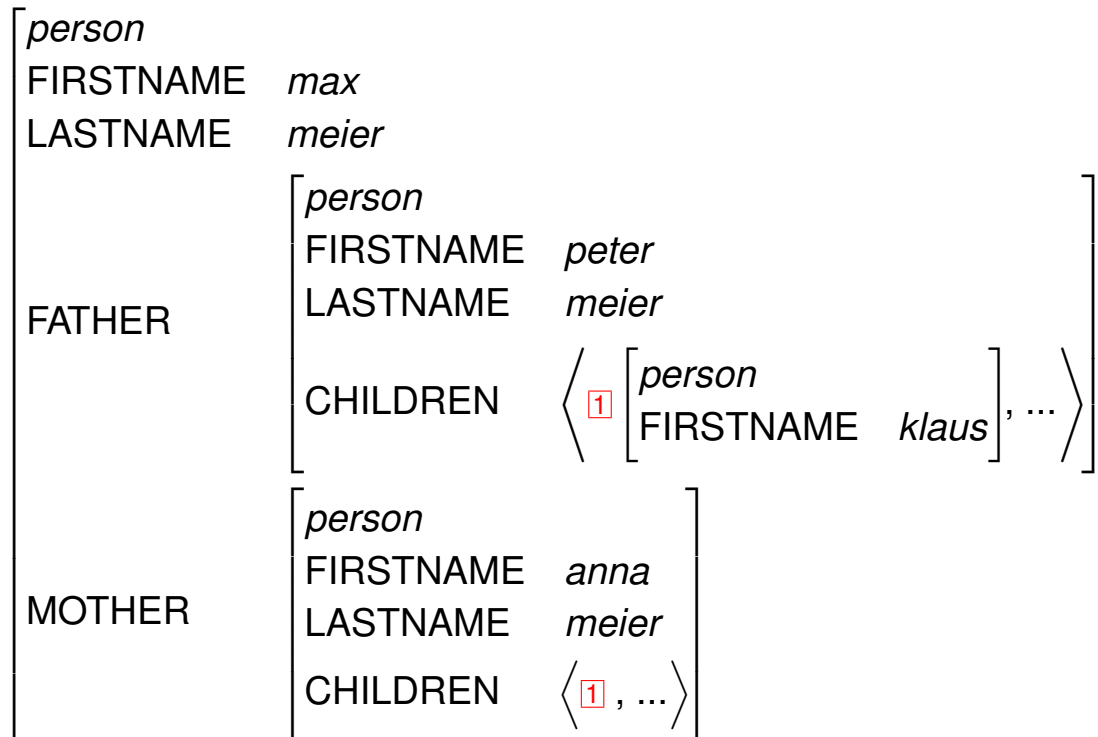 person
FIRSTNAME max
LASTNAME meier
FATHER
person
FIRSTNAME peter
LASTNAME meier
CHILDREN ⟨ 1
person
FIRSTNAME klaus
, ... ⟩
MOTHER
person
FIRSTNAME anna
LASTNAME meier
CHILDREN ⟨ 1 , ... ⟩